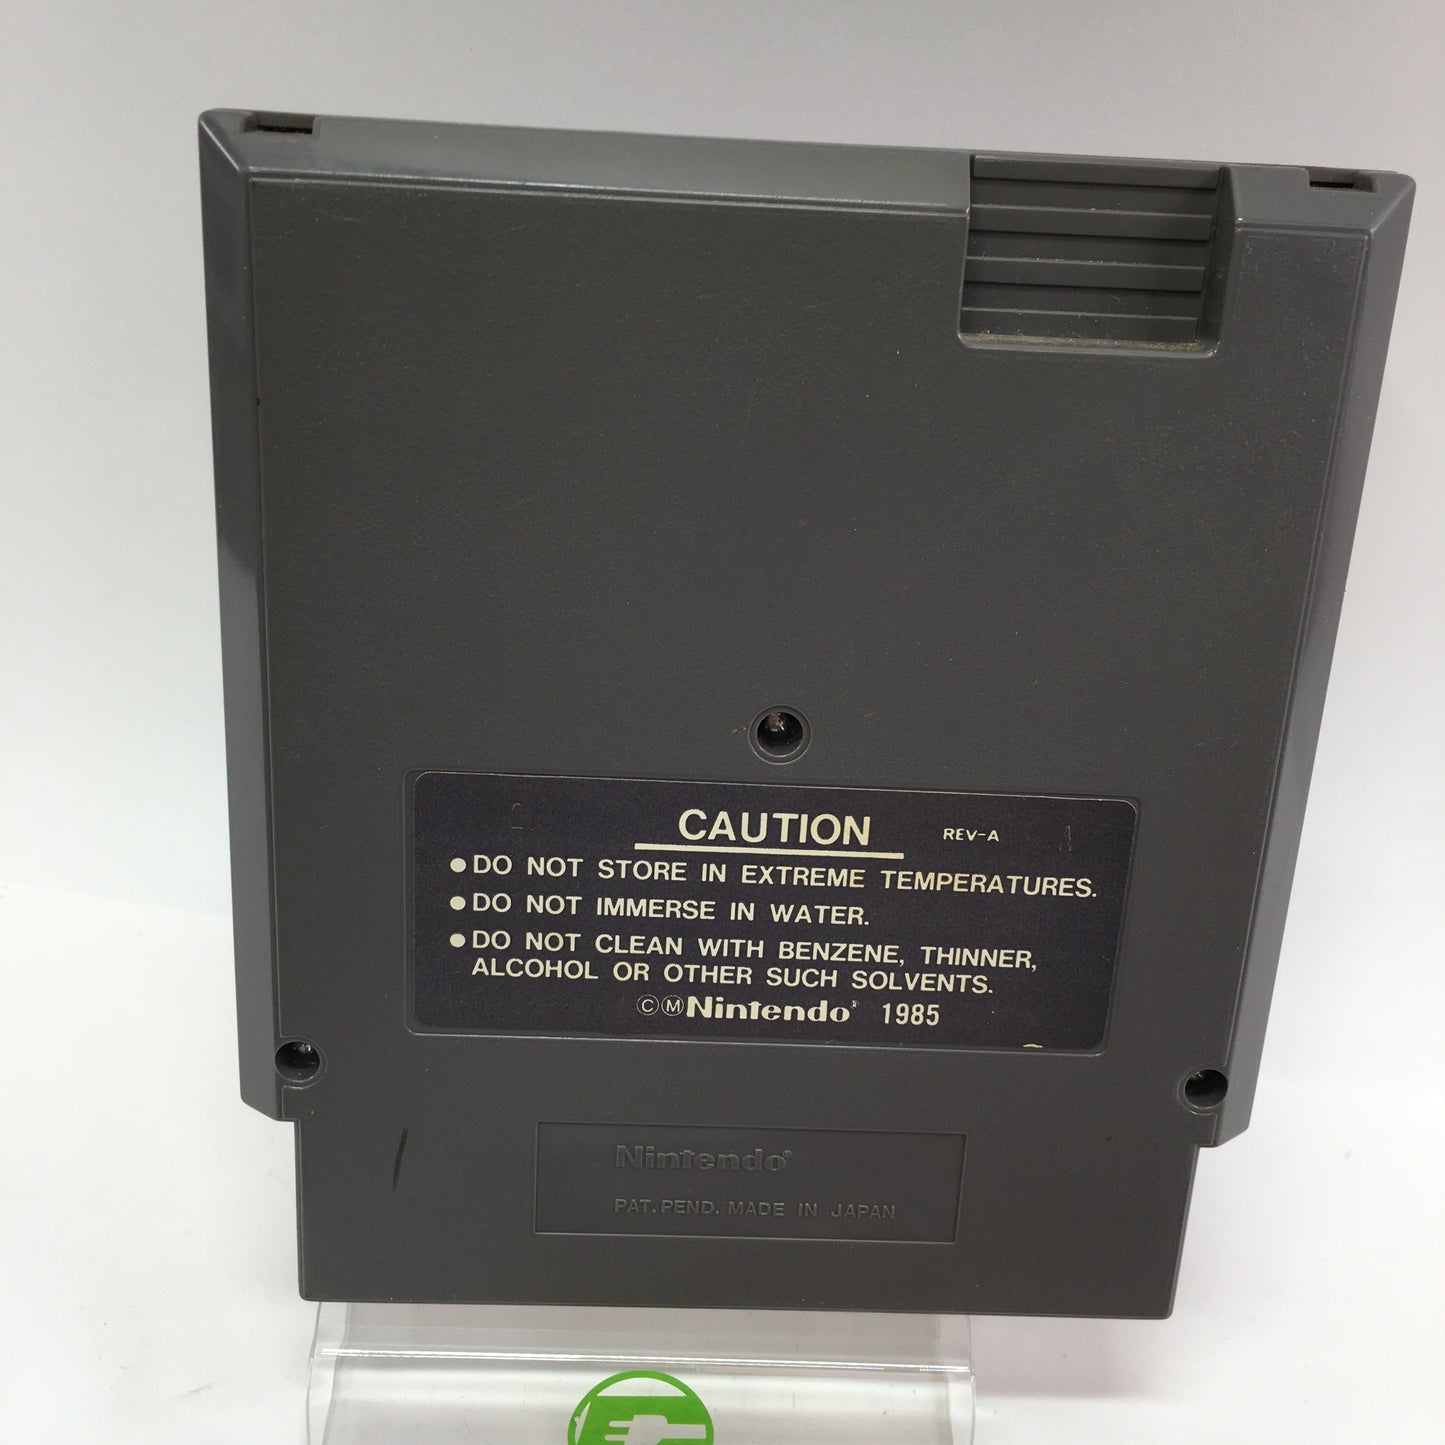 CAUTION REV-A
●DO NOT STORE IN EXTREME TEMPERATURES.
●DO NOT IMMERSE IN WATER.
●DO NOT CLEAN WITH BENZENE, THINNER,
ALCOHOL OR OTHER SUCH SOLVENTS.
ⒸⓂNintendo® 1985
Nintendo®
PAT. PEND. MADE IN JAPAN